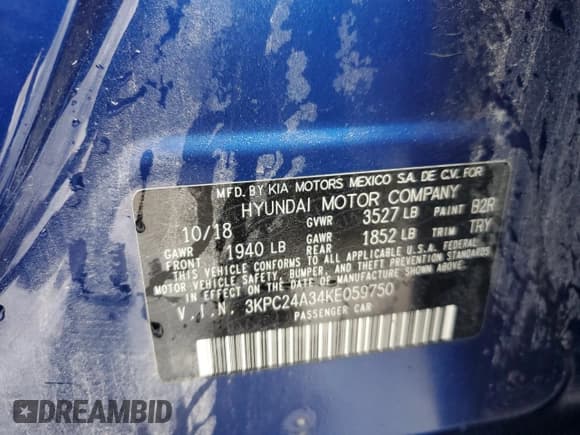 MFD. BY KIA MOTORS MEXICO S.A. DE C.V. FOR
HYUNDAI MOTOR COMPANY
10/18 GVWR 3527 LB PAINT B2R
GAWR FRONT 1940 LB GAWR REAR 1852 LB TRIM TRY
THIS VEHICLE CONFORMS TO ALL APPLICABLE U.S.A. FEDERAL
MOTOR VEHICLE SAFETY, BUMPER, AND THEFT PREVENTION
STANDARDS IN EFFECT ON THE DATE OF MANUFACTURE SHOWN ABOVE.
V.I.N. 3KPC24A34KE059750
PASSENGER CAR
DREAMBID